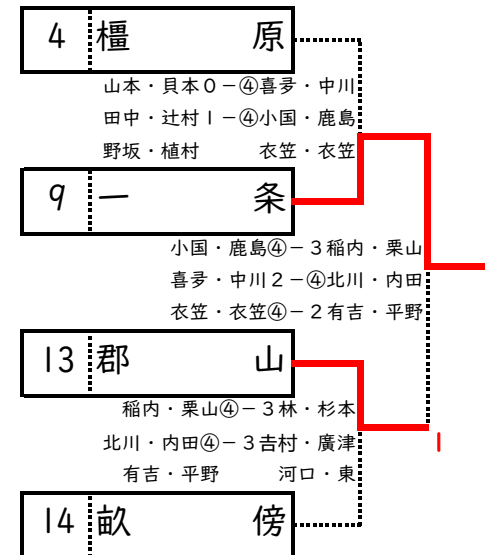 4 橿原
山本・貝本0－④喜多・中川
田中・辻村1－④小国・鹿島
野坂・植村　　衣笠・衣笠
9 一条
小国・鹿島④－3稲内・栗山
喜多・中川2－④北川・内田
衣笠・衣笠④－2有吉・平野
13 郡山
稲内・栗山④－3林・杉本
北川・内田④－3𠮷村・廣津
1
有吉・平野　　河口・東
14 畝傍